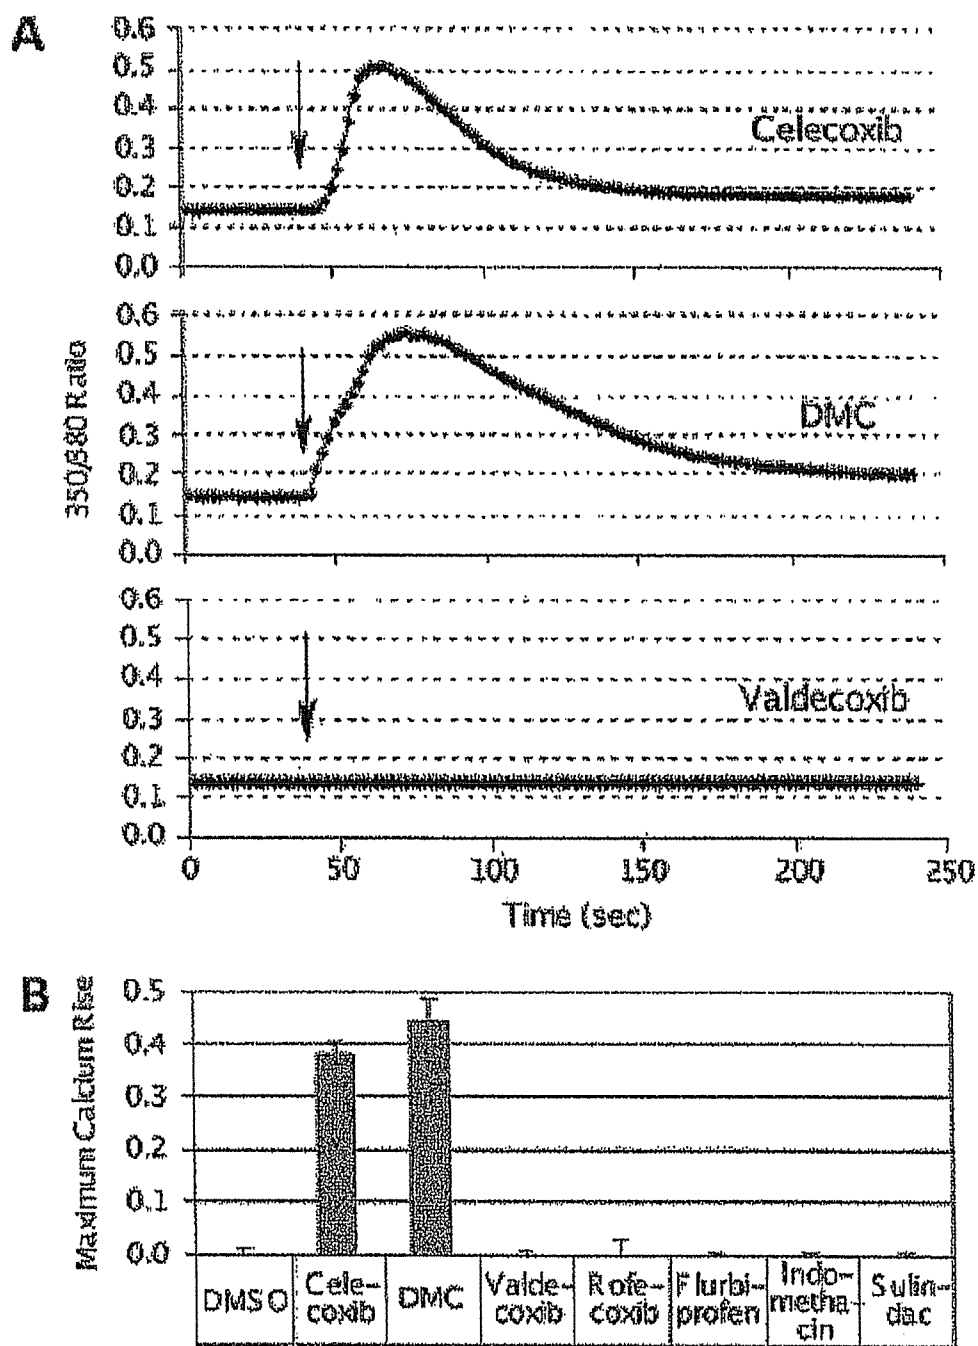 A
0.6
0.5
0.4
0.3
0.2
0.1
0.0
Celecoxib
350/380 Ratio
0.6
0.5
0.4
0.3
0.2
0.1
0.0
DMC
0.6
0.5
0.4
0.3
0.2
0.1
0.0
Valdecoxib
0 50 100 150 200 250
Time (sec)
B
Maximum Calcium Rise
0.5
0.4
0.3
0.2
0.1
0.0
DMSO
Cele-
coxib
DMC
Valde-
coxib
Rofe-
coxib
Flurbi-
profen
Indo-
metha-
cin
Sulin-
dac